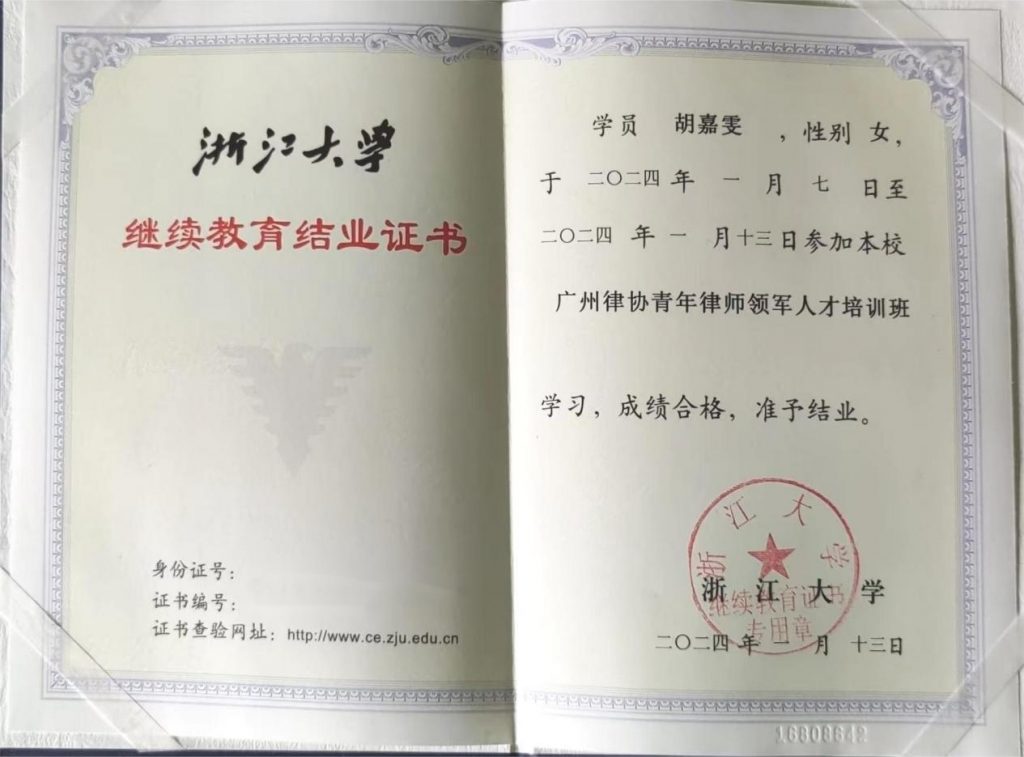 浙江大学
继续教育结业证书
身份证号：
证书编号：
证书查验网址：http://www.ce.zju.edu.cn
学员 胡嘉雯 ，性别 女，
于 二〇二四 年 一 月 七 日至
二〇二四 年 一 月 十三 日参加本校
广州律协青年律师领军人才培训班
学习，成绩合格，准予结业。
浙江大学
继续教育证书
专用章
浙江大学
二〇二四 年 一 月 十三 日
16808642